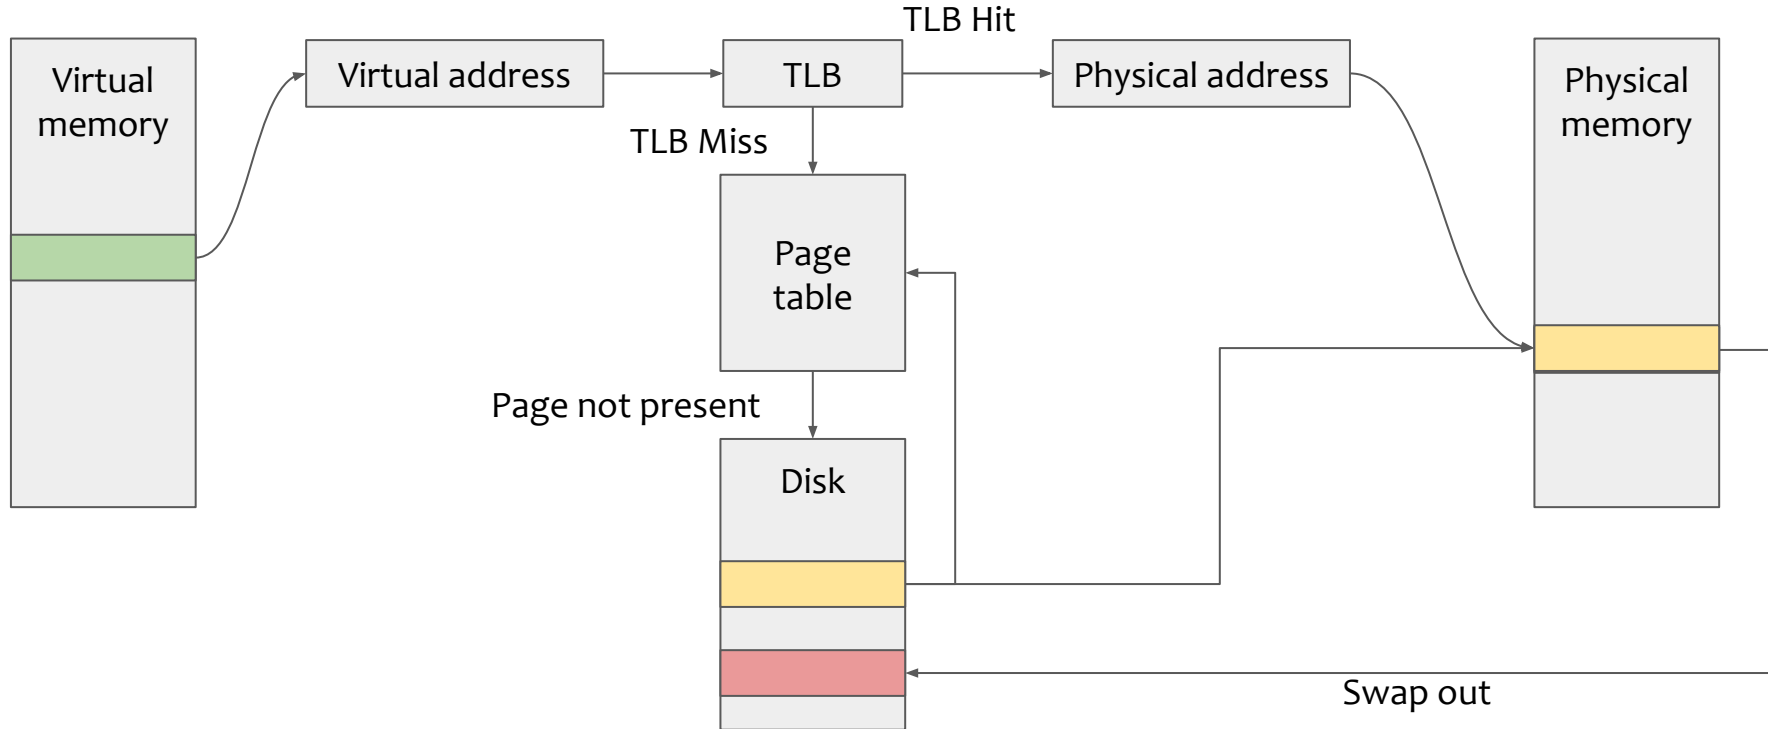 TLB Hit
Virtual
memory
Virtual address
TLB
Physical address
Physical
memory
TLB Miss
Page
table
Page not present
Disk
Swap out